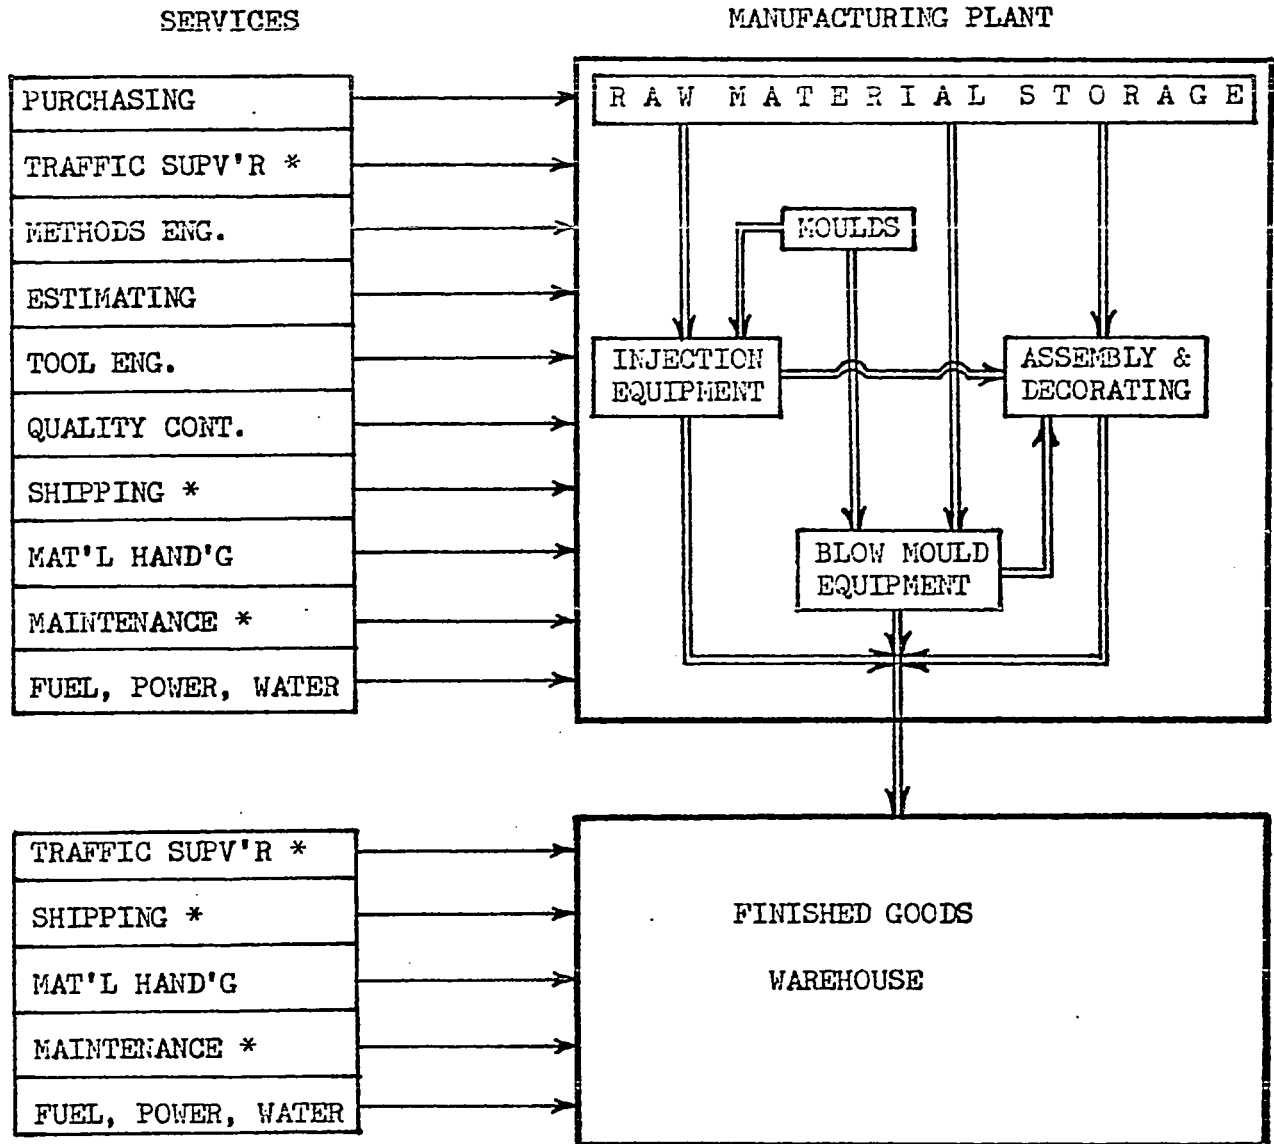 SERVICES
MANUFACTURING PLANT
PURCHASING
TRAFFIC SUPV'R *
METHODS ENG.
ESTIMATING
TOOL ENG.
QUALITY CONT.
SHIPPING *
MAT'L HAND'G
MAINTENANCE *
FUEL, POWER, WATER
RAW MATERIAL STORAGE
MOULDS
INJECTION
EQUIPMENT
ASSEMBLY &
DECORATING
BLOW MOULD
EQUIPMENT
TRAFFIC SUPV'R *
SHIPPING *
MAT'L HAND'G
MAINTENANCE *
FUEL, POWER, WATER
FINISHED GOODS
WAREHOUSE